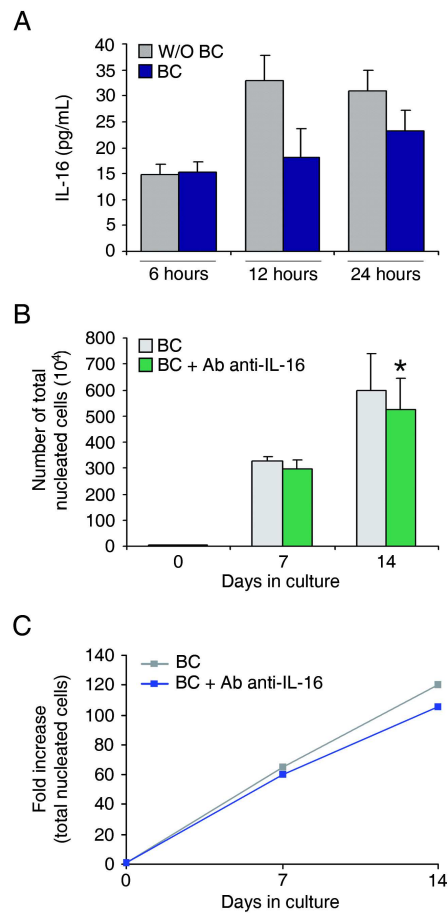 A
W/O BC
BC
IL-16 (pg/mL)
40
35
30
25
20
15
10
5
0
6 hours
12 hours
24 hours
B
BC
BC + Ab anti-IL-16
Number of total
nucleated cells (10⁴)
800
700
600
500
400
300
200
100
0
*
0
7
14
Days in culture
C
BC
BC + Ab anti-IL-16
Fold increase
(total nucleated cells)
140
120
100
80
60
40
20
0
0
7
14
Days in culture